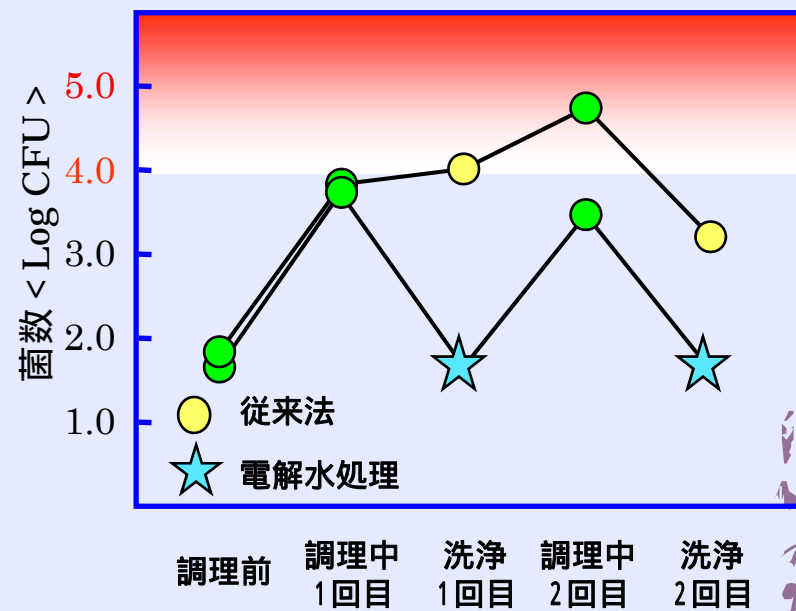 菌数<Log CFU>
5.0
4.0
3.0
2.0
1.0
従来法
電解水処理
調理前
調理中
1回目
洗浄
1回目
調理中
2回目
洗浄
2回目